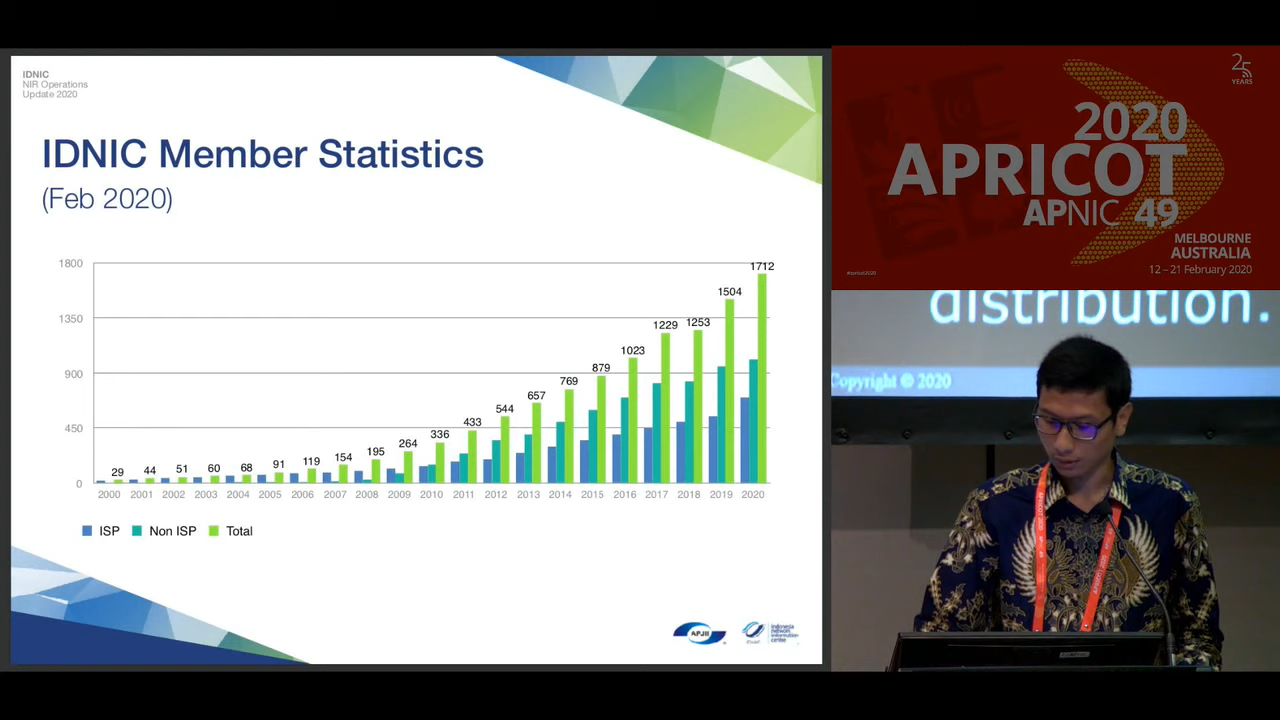 IDNIC
NIR Operations
Update 2020
IDNIC Member Statistics
(Feb 2020)
1800
1350
900
450
0
29
44
51
60
68
91
119
154
195
264
336
433
544
657
769
879
1023
1229
1253
1504
1712
2000 2001 2002 2003 2004 2005 2006 2007 2008 2009 2010 2011 2012 2013 2014 2015 2016 2017 2018 2019 2020
ISP Non ISP Total
APJII
Indonesia
network
information
centre
25
YEARS
2020
APRICOT
APNIC 49
MELBOURNE
AUSTRALIA
12 – 21 February 2020
distribution.
Copyright © 2020